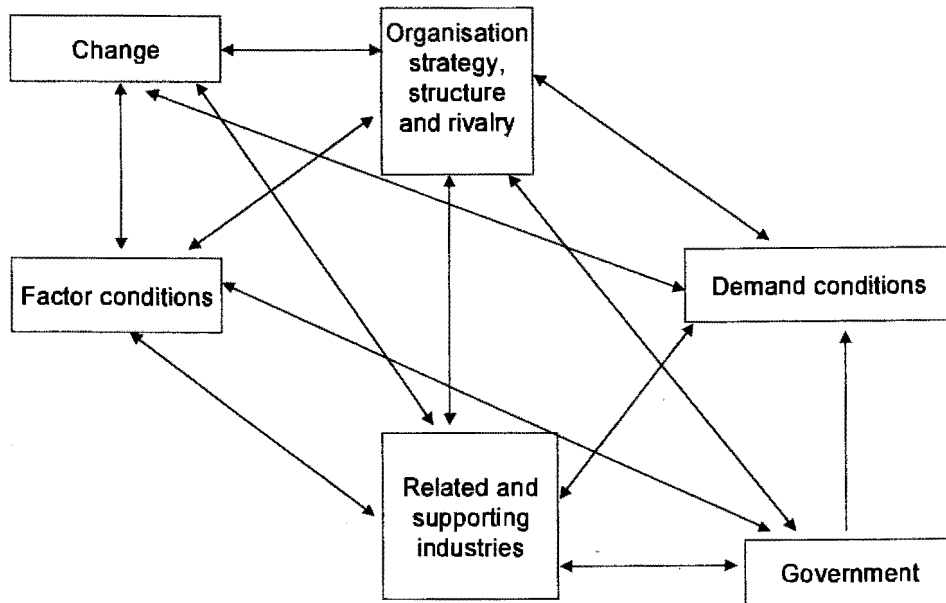 Change
Organisation
strategy,
structure
and rivalry
Factor conditions
Demand conditions
Related and
supporting
industries
Government